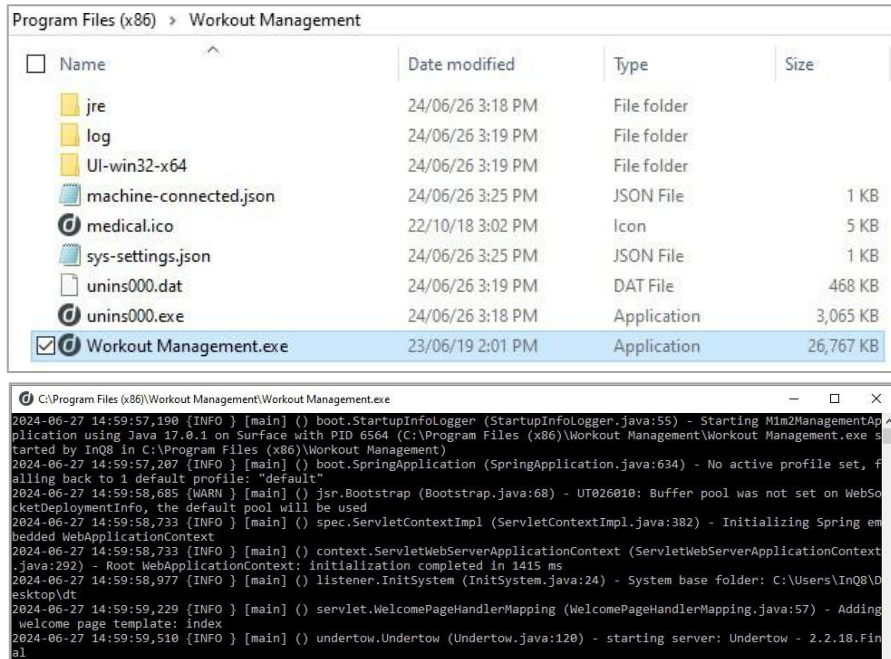 Program Files (x86) > Workout Management
Name Date modified Type Size
jre 24/06/26 3:18 PM File folder
log 24/06/26 3:19 PM File folder
UI-win32-x64 24/06/26 3:19 PM File folder
machine-connected.json 24/06/26 3:25 PM JSON File 1 KB
medical.ico 22/10/18 3:02 PM Icon 5 KB
sys-settings.json 24/06/26 3:25 PM JSON File 1 KB
unins000.dat 24/06/26 3:19 PM DAT File 468 KB
unins000.exe 24/06/26 3:18 PM Application 3,065 KB
Workout Management.exe 23/06/19 2:01 PM Application 26,767 KB
C:\Program Files (x86)\Workout Management\Workout Management.exe
2024-06-27 14:59:57,190 {INFO } [main] () boot.StartupInfoLogger (StartupInfoLogger.java:55) - Starting M1m2ManagementAp
plication using Java 17.0.1 on Surface with PID 6564 (C:\Program Files (x86)\Workout Management\Workout Management.exe s
tarted by InQ8 in C:\Program Files (x86)\Workout Management)
2024-06-27 14:59:57,207 {INFO } [main] () boot.SpringApplication (SpringApplication.java:634) - No active profile set, f
alling back to 1 default profile: "default"
2024-06-27 14:59:58,685 {WARN } [main] () jsr.Bootstrap (Bootstrap.java:68) - UT026010: Buffer pool was not set on WebSo
cketDeploymentInfo, the default pool will be used
2024-06-27 14:59:58,733 {INFO } [main] () spec.ServletContextImpl (ServletContextImpl.java:382) - Initializing Spring em
bedded WebApplicationContext
2024-06-27 14:59:58,733 {INFO } [main] () context.ServletWebServerApplicationContext (ServletWebServerApplicationContext
.java:292) - Root WebApplicationContext: initialization completed in 1415 ms
2024-06-27 14:59:58,977 {INFO } [main] () listener.InitSystem (InitSystem.java:24) - System base folder: C:\Users\InQ8\D
esktop\dt
2024-06-27 14:59:59,229 {INFO } [main] () servlet.WelcomePageHandlerMapping (WelcomePageHandlerMapping.java:57) - Adding
welcome page template: index
2024-06-27 14:59:59,510 {INFO } [main] () undertow.Undertow (Undertow.java:120) - starting server: Undertow - 2.2.18.Fin
al